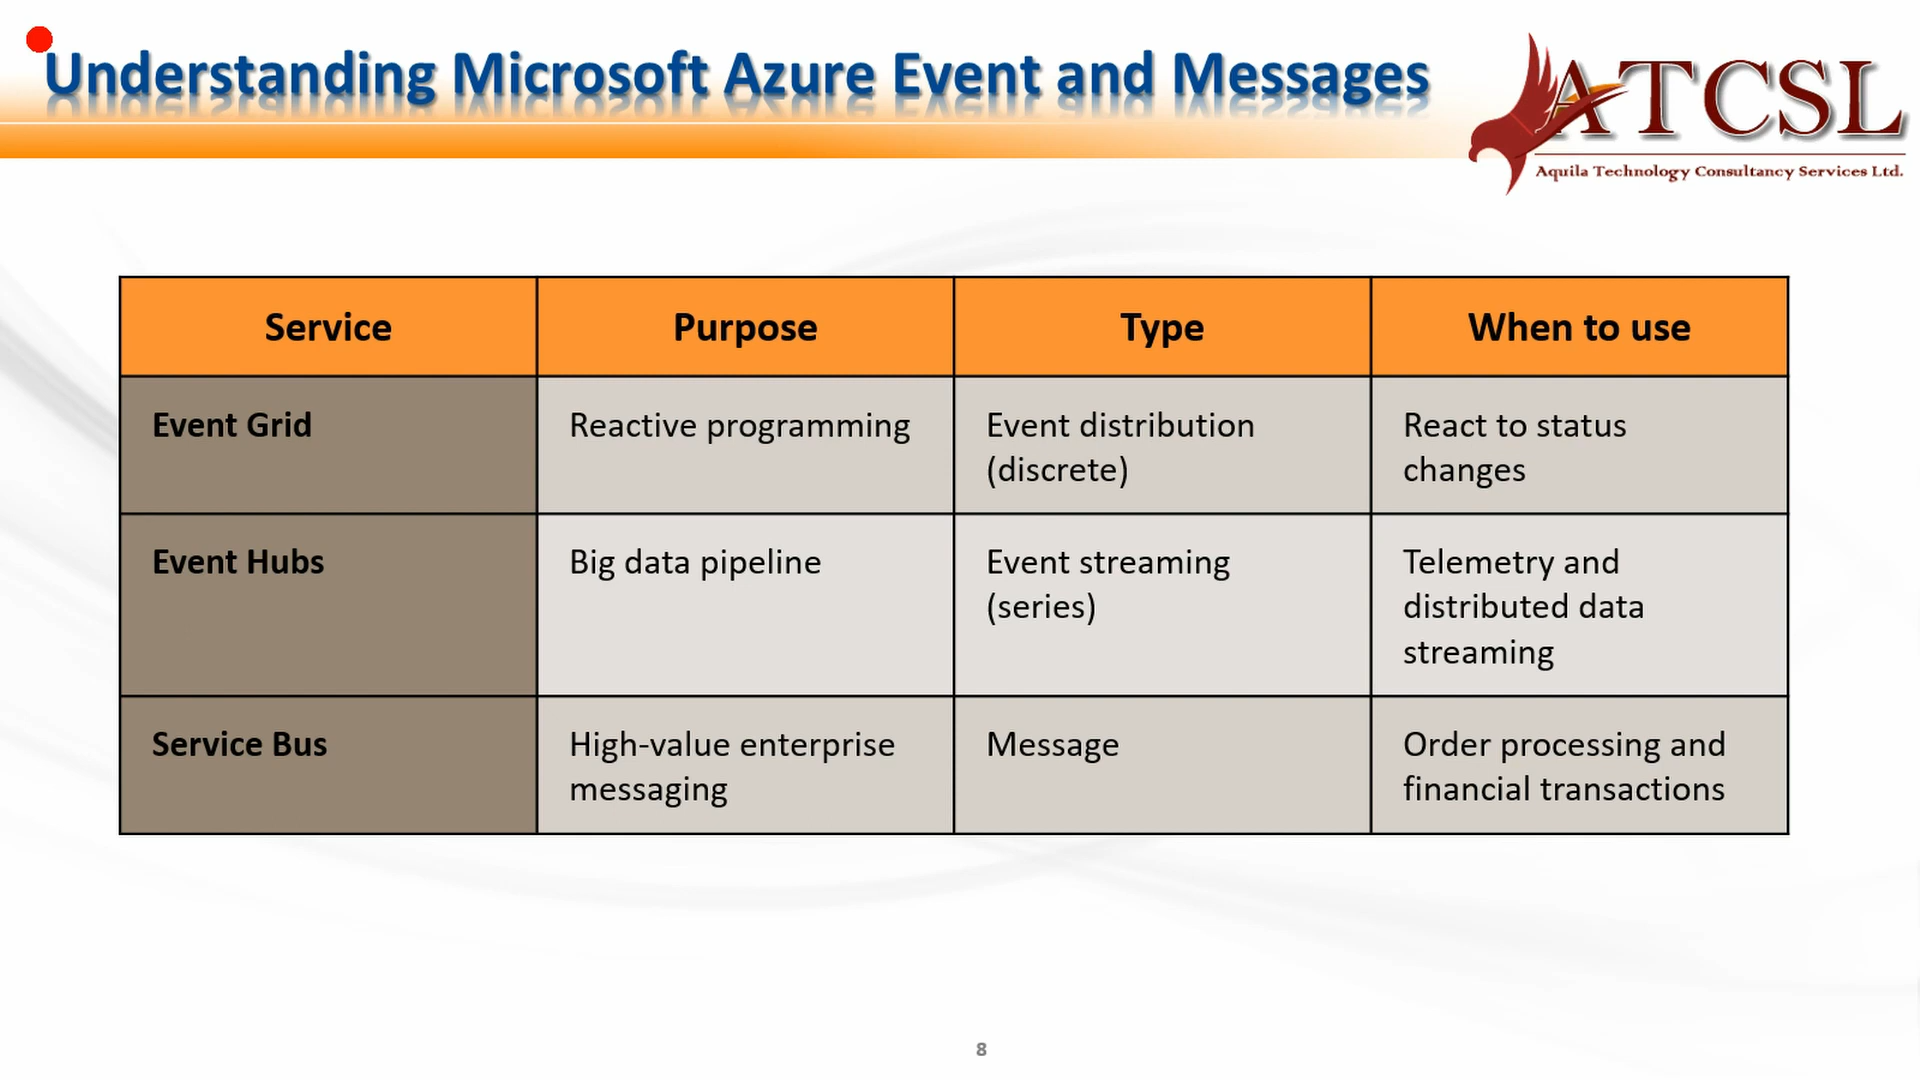 Understanding Microsoft Azure Event and Messages
ATCSL
Aquila Technology Consultancy Services Ltd.
Service
Purpose
Type
When to use
Event Grid
Reactive programming
Event distribution
(discrete)
React to status
changes
Event Hubs
Big data pipeline
Event streaming
(series)
Telemetry and
distributed data
streaming
Service Bus
High-value enterprise
messaging
Message
Order processing and
financial transactions
8